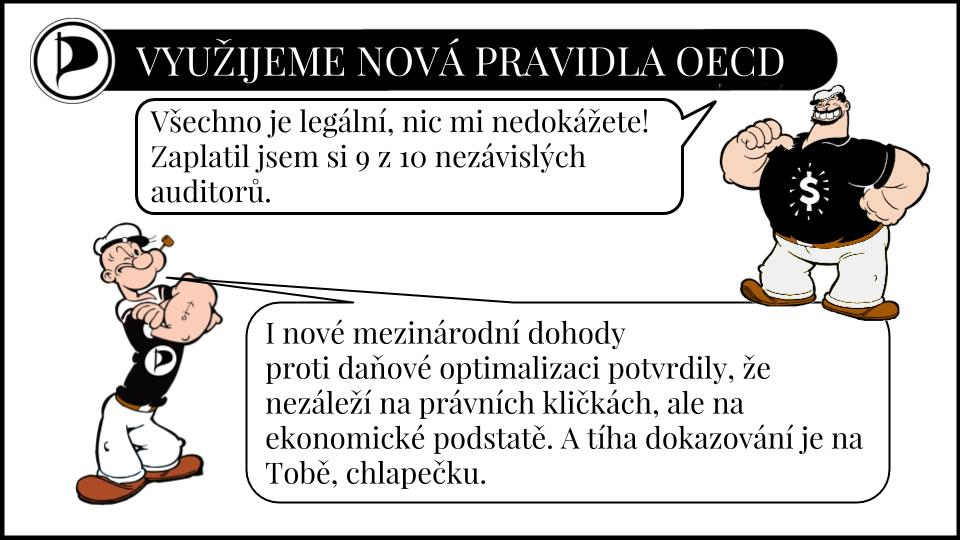 VYUŽIJEME NOVÁ PRAVIDLA OECD
Všechno je legální, nic mi nedokážete!
Zaplatil jsem si 9 z 10 nezávislých
auditorů.
$
I nové mezinárodní dohody
proti daňové optimalizaci potvrdily, že
nezáleží na právních kličkách, ale na
ekonomické podstatě. A tíha dokazování je na
Tobě, chlapečku.